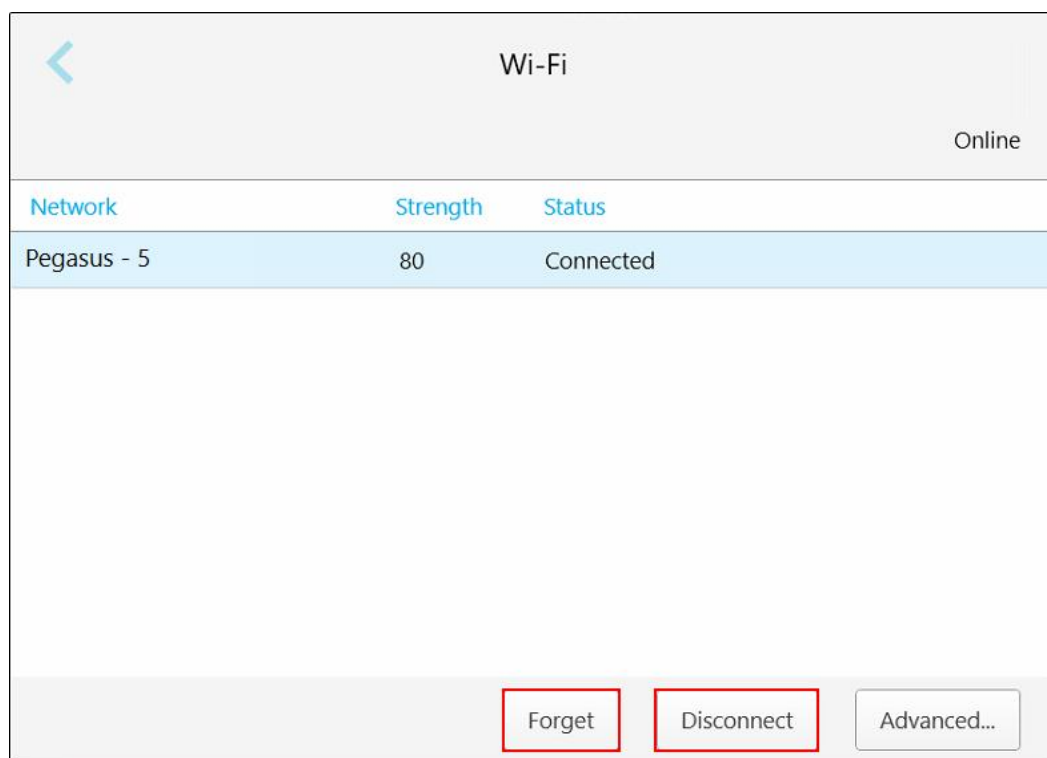 Wi-Fi
Online
Network Strength Status
Pegasus - 5 80 Connected
Forget Disconnect Advanced...